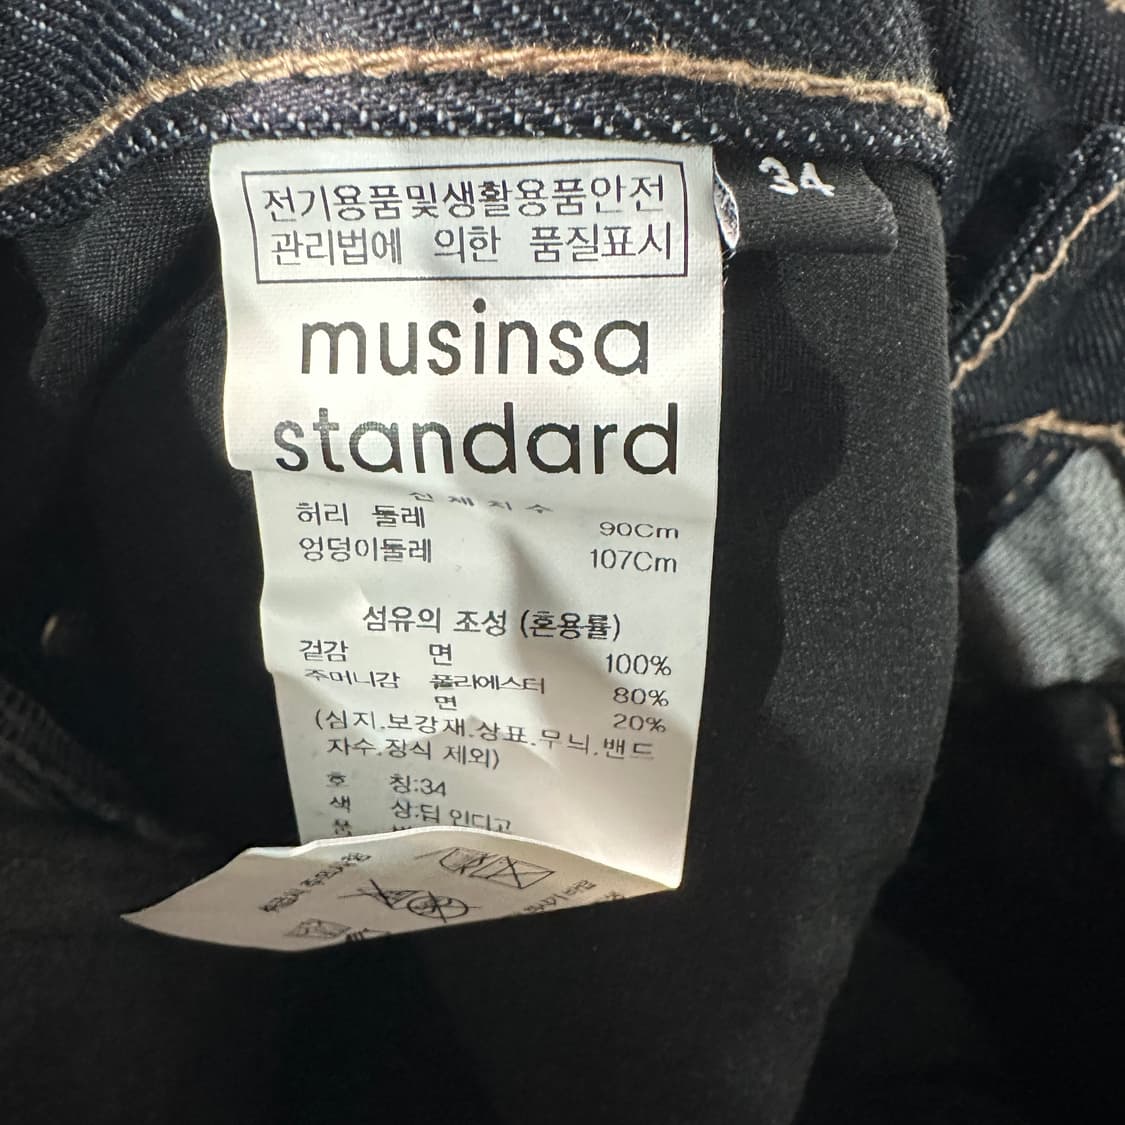 전기용품및생활용품안전
관리법에 의한 품질표시
34
musinsa
standard
신체치수
허리 둘레 90Cm
엉덩이둘레 107Cm
섬유의 조성 (혼용률)
겉감 면 100%
주머니감 폴리에스터 80%
면 20%
(심지.보강재.상표.무늬.밴드
자수.장식 제외)
호 칭:34
색 상:딥 인디고